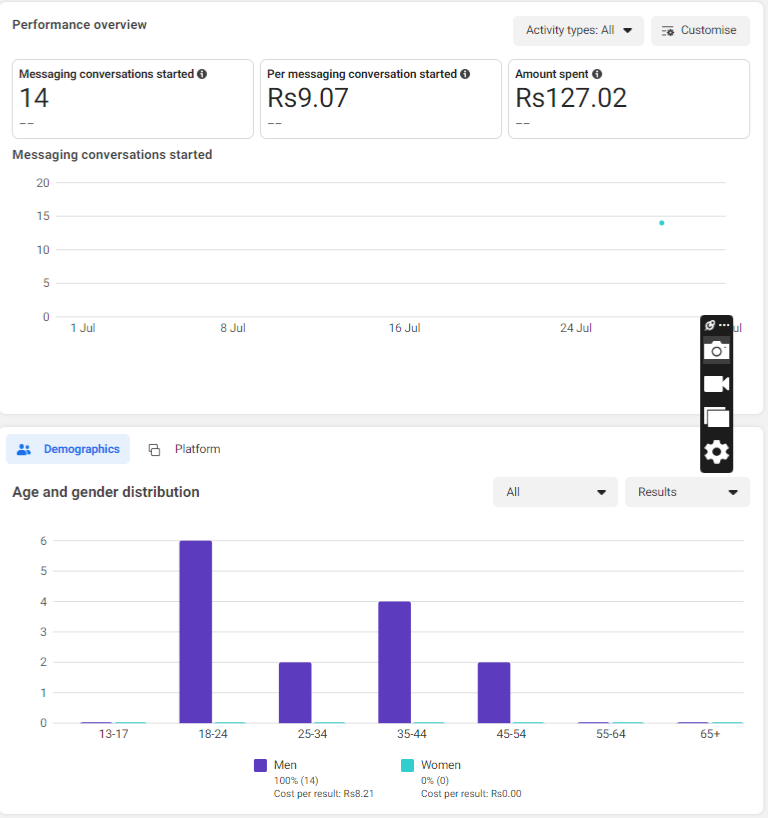 Performance overview
Activity types: All
Customise
Messaging conversations started
14
--
Per messaging conversation started
Rs9.07
--
Amount spent
Rs127.02
--
Messaging conversations started
20
15
10
5
0
1 Jul 8 Jul 16 Jul 24 Jul ul
Demographics
Platform
Age and gender distribution
All
Results
6
5
4
3
2
1
0
13-17 18-24 25-34 35-44 45-54 55-64 65+
Men
100% (14)
Cost per result: Rs8.21
Women
0% (0)
Cost per result: Rs0.00